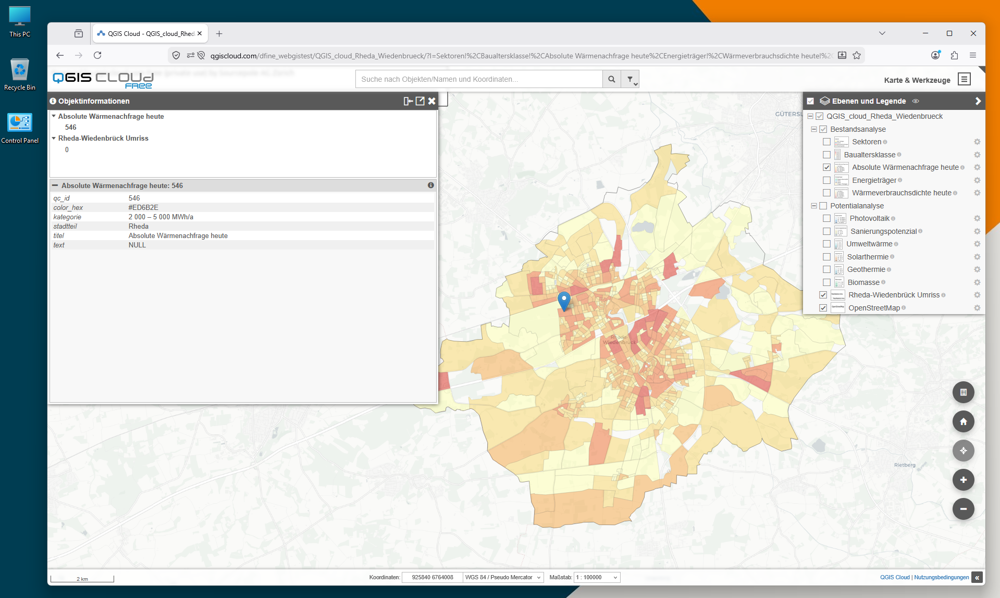 This PC
Recycle Bin
Control Panel
QGIS Cloud - QGIS_cloud_Rhed
qgiscloud.com/dfine_webgistest/QGIS_cloud_Rheda_Wiedenbrueck/?l=Sektoren!%2CBaualtersklasse!%2CAbsolute Wärmenachfrage heute%2CEnergieträger!%2CWärmeverbrauchsdichte heute!%2C
QGIS CLOUD
FREE
Suche nach Objekten/Namen und Koordinaten...
Karte & Werkzeuge
Objektinformationen
Absolute Wärmenachfrage heute
546
Rheda-Wiedenbrück Umriss
0
Absolute Wärmenachfrage heute: 546
qc_id 546
color_hex #ED6B2E
kategorie 2 000 – 5 000 MWh/a
stadtteil Rheda
titel Absolute Wärmenachfrage heute
text NULL
Ebenen und Legende
QGIS_cloud_Rheda_Wiedenbrueck
Bestandsanalyse
Sektoren
Baualtersklasse
Absolute Wärmenachfrage heute
Energieträger
Wärmeverbrauchsdichte heute
Potentialanalyse
Photovoltaik
Sanierungspotenzial
Umweltwärme
Solarthermie
Geothermie
Biomasse
Rheda-Wiedenbrück Umriss
OpenStreetMap
GÜTERSL
Rheda-
Wiedenbrück
Rietberg
2 km
Koordinaten: 925840 6764008 WGS 84 / Pseudo Mercator Maßstab: 1 : 100000
QGIS Cloud | Nutzungsbedingungen